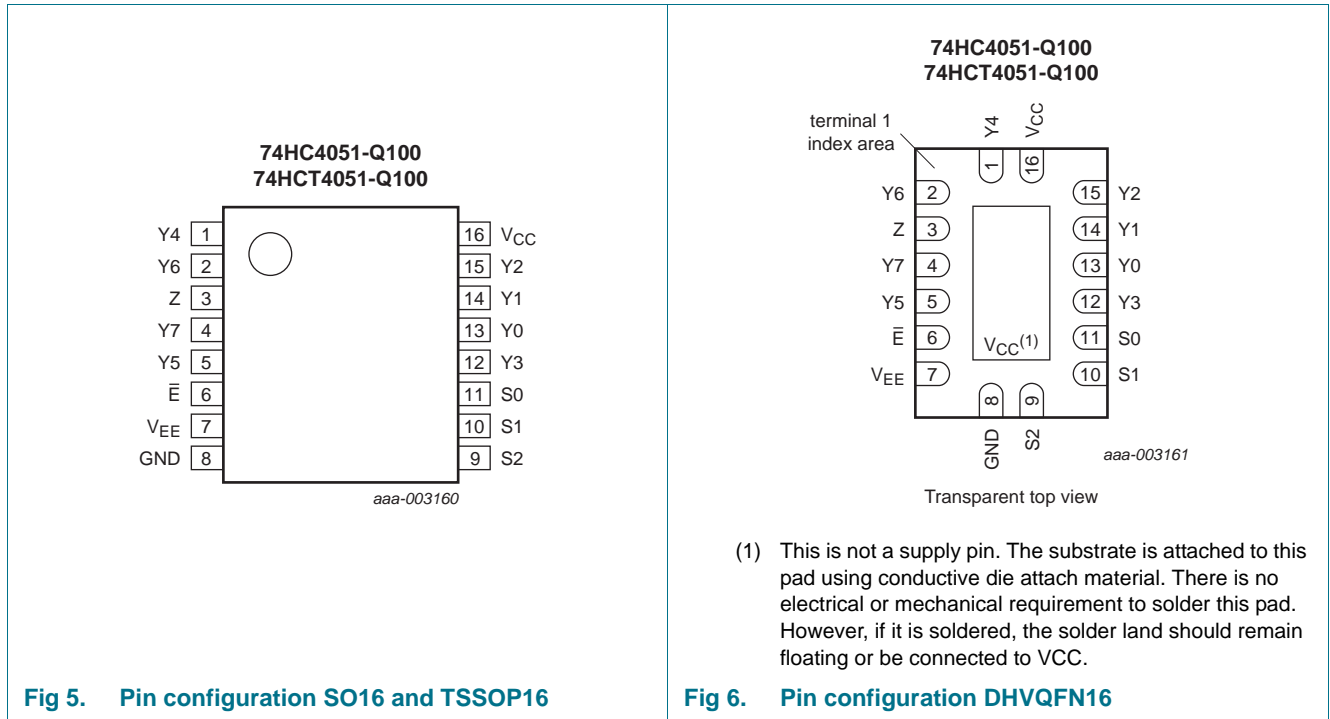 74HC4051-Q100
74HCT4051-Q100
Y4 1 16 VCC
Y6 2 15 Y2
Z 3 14 Y1
Y7 4 13 Y0
Y5 5 12 Y3
E̅ 6 11 S0
VEE 7 10 S1
GND 8 9 S2
aaa-003160
Fig 5. Pin configuration SO16 and TSSOP16
74HC4051-Q100
74HCT4051-Q100
terminal 1
index area
Y4 VCC
1 16
Y6 2 15 Y2
Z 3 14 Y1
Y7 4 13 Y0
Y5 5 12 Y3
E̅ 6 VCC(1) 11 S0
VEE 7 10 S1
8 9
GND S2
aaa-003161
Transparent top view
(1) This is not a supply pin. The substrate is attached to this
pad using conductive die attach material. There is no
electrical or mechanical requirement to solder this pad.
However, if it is soldered, the solder land should remain
floating or be connected to VCC.
Fig 6. Pin configuration DHVQFN16